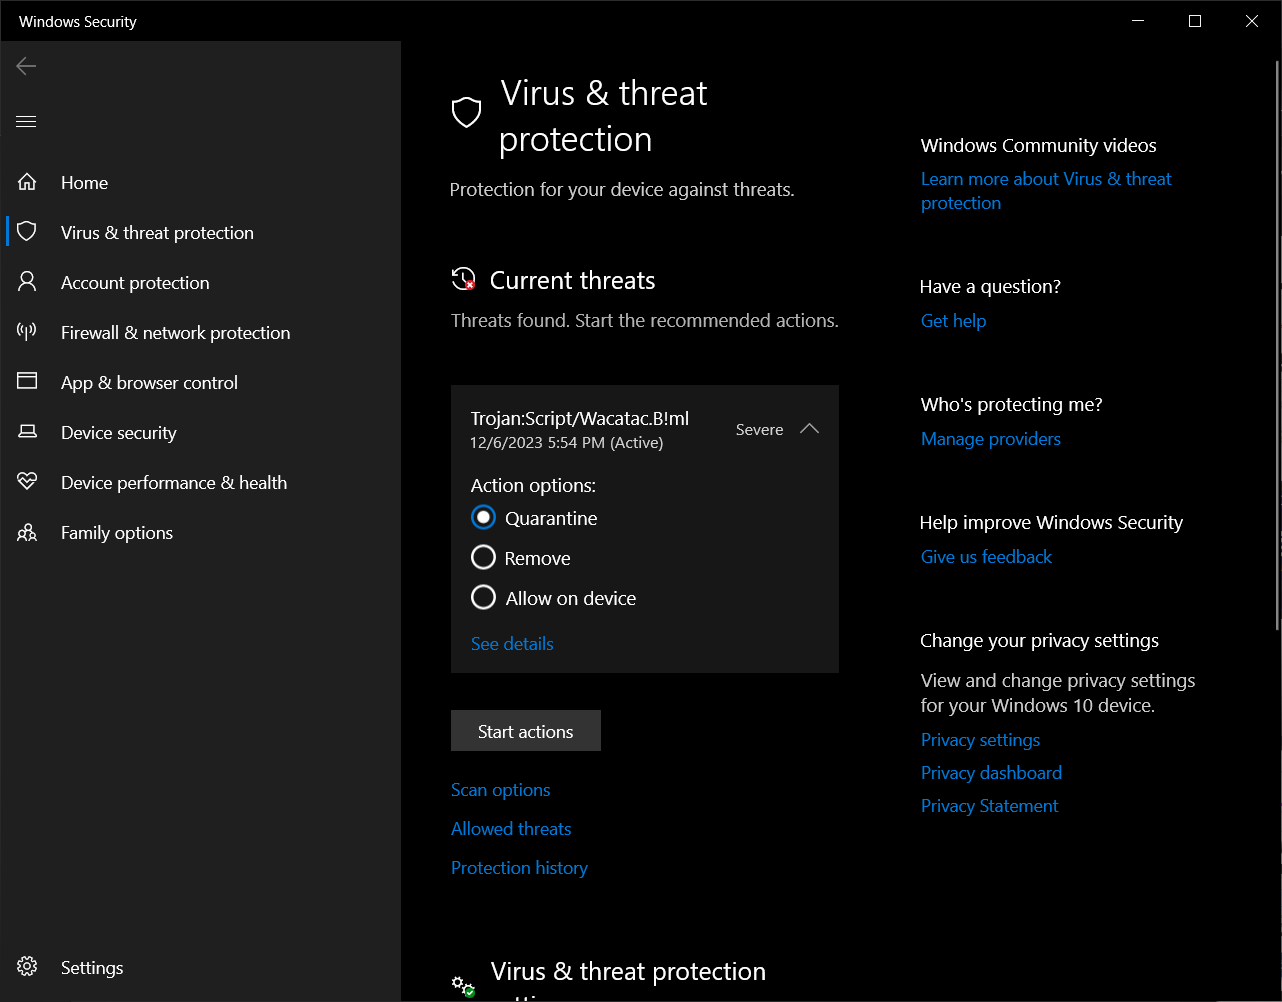 Windows Security
Home
Virus & threat protection
Account protection
Firewall & network protection
App & browser control
Device security
Device performance & health
Family options
Settings
Virus & threat
protection
Protection for your device against threats.
Current threats
Threats found. Start the recommended actions.
Trojan:Script/Wacatac.B!ml
12/6/2023 5:54 PM (Active)
Severe
Action options:
Quarantine
Remove
Allow on device
See details
Start actions
Scan options
Allowed threats
Protection history
Virus & threat protection
Windows Community videos
Learn more about Virus & threat
protection
Have a question?
Get help
Who's protecting me?
Manage providers
Help improve Windows Security
Give us feedback
Change your privacy settings
View and change privacy settings
for your Windows 10 device.
Privacy settings
Privacy dashboard
Privacy Statement